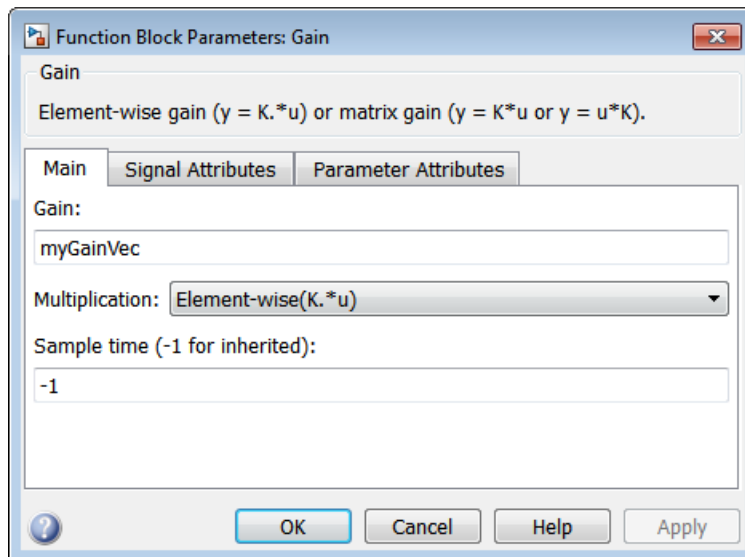 Function Block Parameters: Gain
Gain
Element-wise gain (y = K.*u) or matrix gain (y = K*u or y = u*K).
Main Signal Attributes Parameter Attributes
Gain:
myGainVec
Multiplication: Element-wise(K.*u)
Sample time (-1 for inherited):
-1
? OK Cancel Help Apply